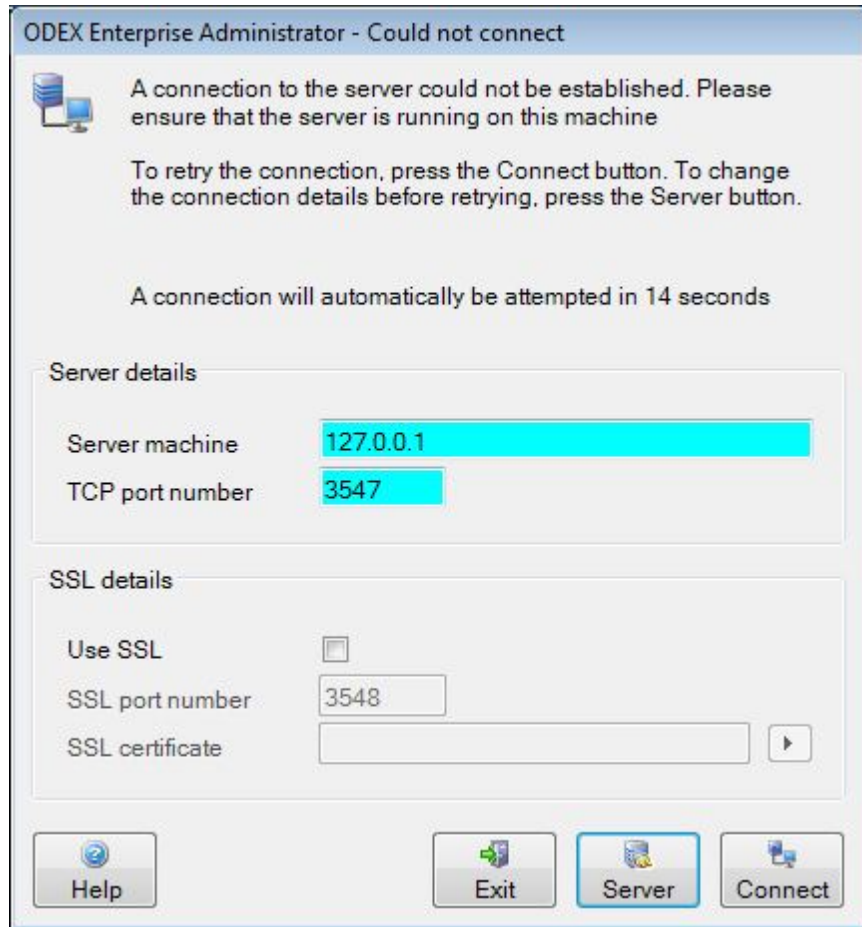 ODEX Enterprise Administrator - Could not connect
A connection to the server could not be established. Please
ensure that the server is running on this machine
To retry the connection, press the Connect button. To change
the connection details before retrying, press the Server button.
A connection will automatically be attempted in 14 seconds
Server details
Server machine 127.0.0.1
TCP port number 3547
SSL details
Use SSL
SSL port number 3548
SSL certificate
Help Exit Server Connect